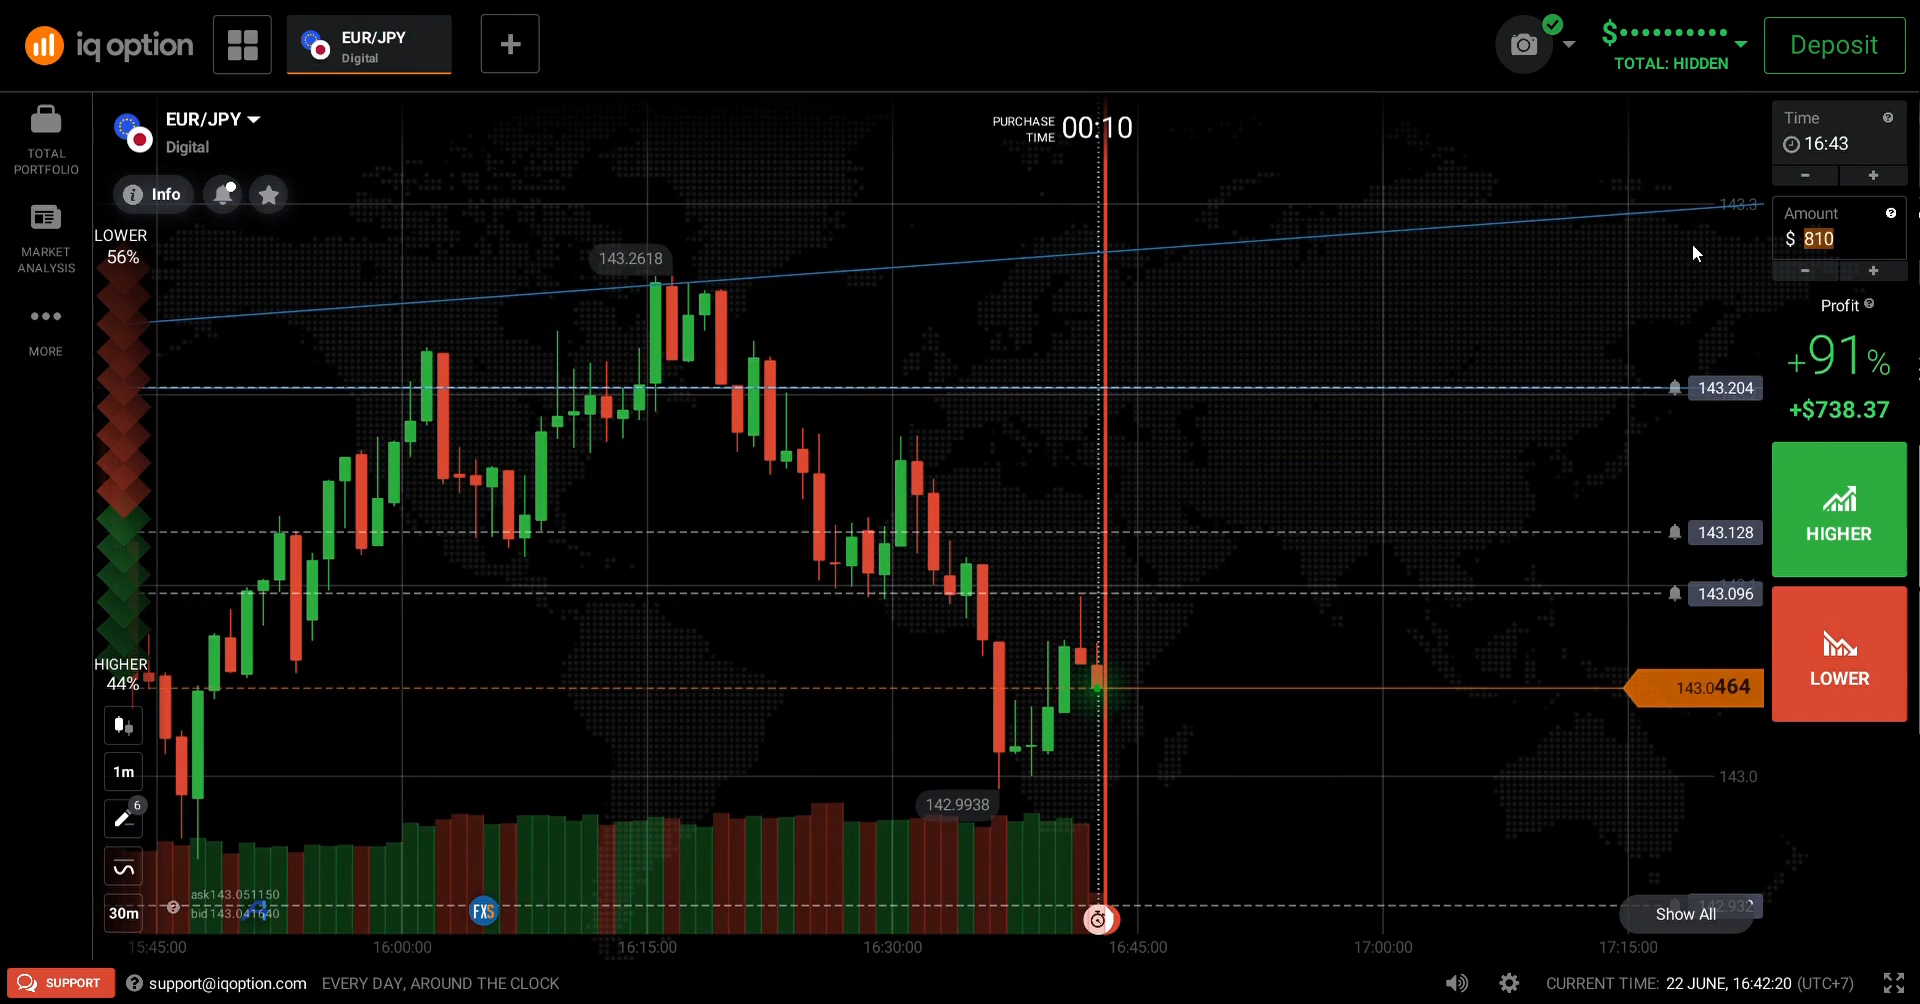 iq option
EUR/JPY
Digital
$••••••••••
TOTAL: HIDDEN
Deposit
TOTAL
PORTFOLIO
MARKET
ANALYSIS
MORE
EUR/JPY
Digital
Info
PURCHASE
TIME
00:10
LOWER
56%
HIGHER
44%
143.2618
142.9938
143.3
143.204
143.128
143.096
143.0464
143.0
Show All
1m
6
30m
ask143.051150
bid 143.041640
FXS
15:45:00
16:00:00
16:15:00
16:30:00
16:45:00
17:00:00
17:15:00
Time
16:43
- +
Amount
$ 810
- +
Profit
+91%
+$738.37
HIGHER
LOWER
SUPPORT
support@iqoption.com
EVERY DAY, AROUND THE CLOCK
CURRENT TIME: 22 JUNE, 16:42:20 (UTC+7)